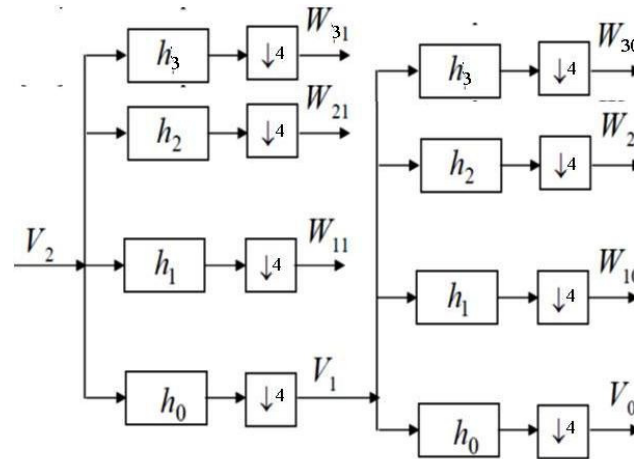 h₃ ↓4 W₃₁
h₂ ↓4 W₂₁
V₂
h₁ ↓4 W₁₁
h₀ ↓4 V₁
h₃ ↓4 W₃₀
h₂ ↓4 W₂
h₁ ↓4 W₁₀
h₀ ↓4 V₀